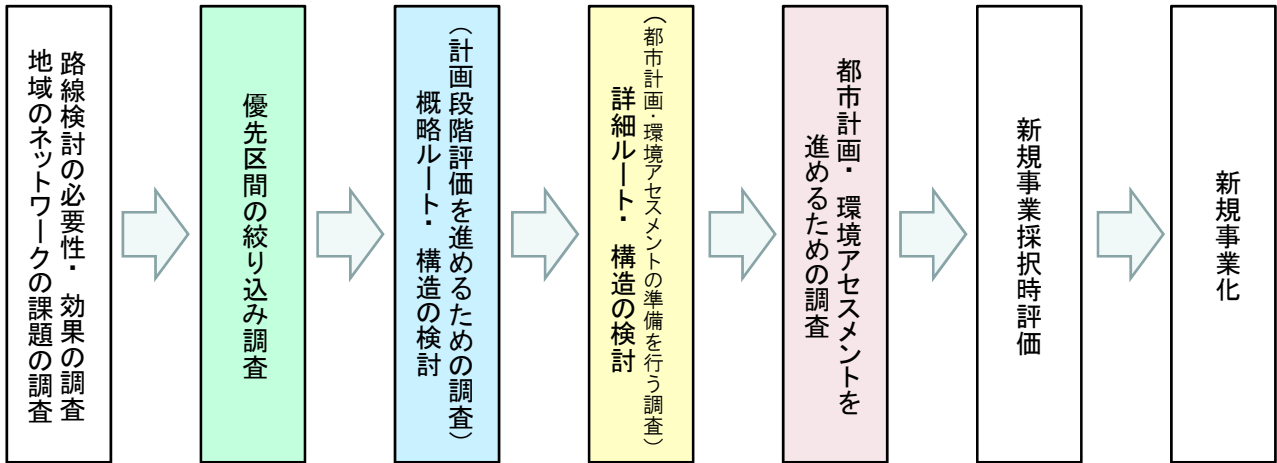 路線検討の必要性・効果の調査
地域のネットワークの課題の調査
優先区間の絞り込み調査
（計画段階評価を進めるための調査）
概略ルート・構造の検討
（都市計画・環境アセスメントの準備を行う調査）
詳細ルート・構造の検討
都市計画・環境アセスメントを
進めるための調査
新規事業採択時評価
新規事業化